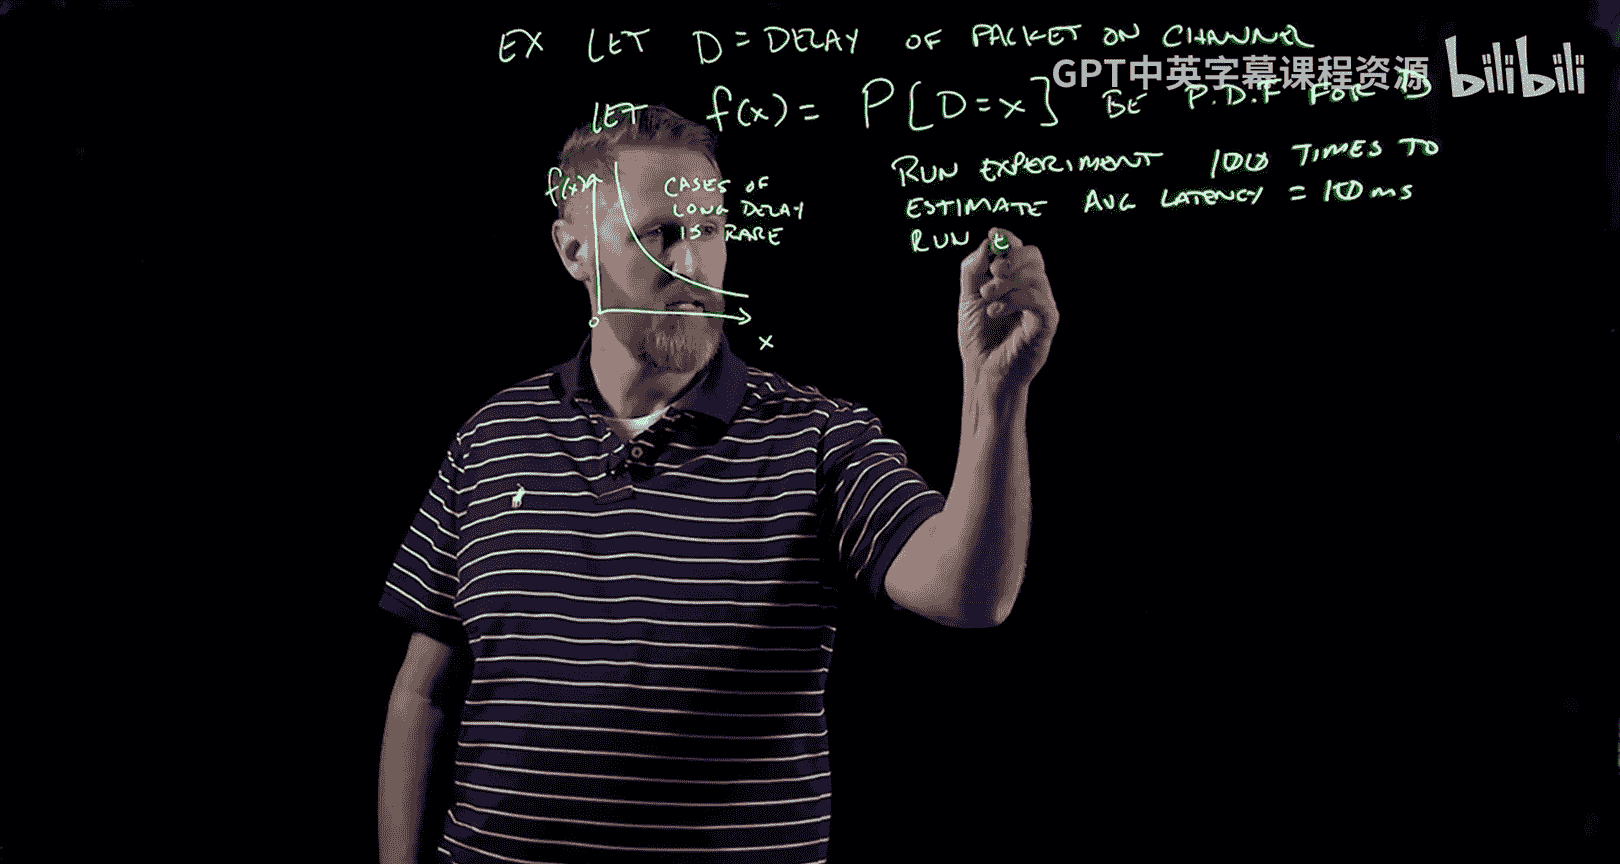 EX LET D = DELAY OF PACKET ON CHANNEL
GPT中英字幕课程资源 bilibili
LET f(x) = P[D=x] BE P.D.F FOR D
RUN EXPERIMENT 100 TIMES TO
ESTIMATE AVG LATENCY = 10ms
RUN
f(x)
CASES OF
LONG DELAY
IS RARE
0
x